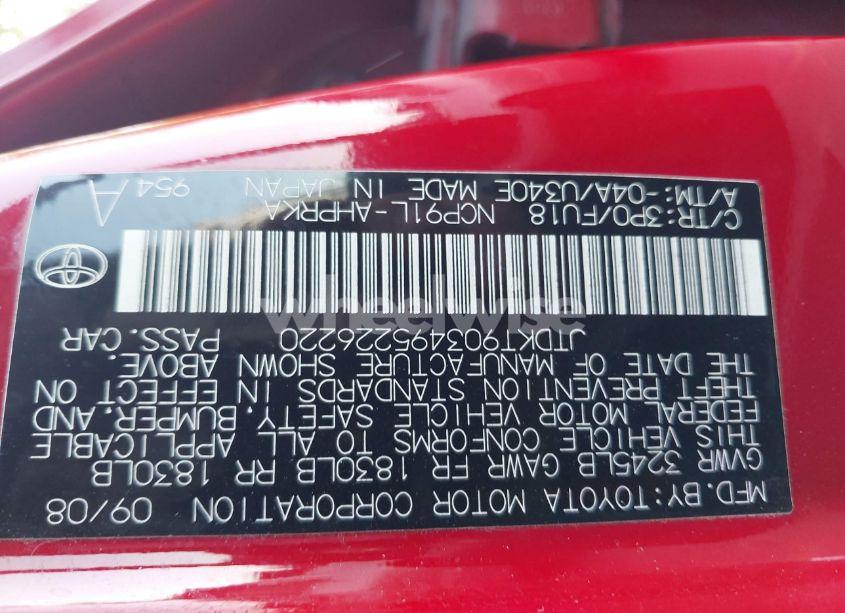 MFD.BY:TOYOTA MOTOR CORPORATION 09/08
GVWR 3245LB GAWR FR 1830LB RR 1830LB
THIS VEHICLE CONFORMS TO ALL APPLICABLE
FEDERAL MOTOR VEHICLE SAFETY, BUMPER, AND
THEFT PREVENTION STANDARDS IN EFFECT ON
THE DATE OF MANUFACTURE SHOWN ABOVE.
JTDKT903495226220 PASS. CAR
wheelwise
C/TR:3P0/FU18 NCP91L-AHPRKA A
A/TM:-04A/U340E MADE IN JAPAN 954